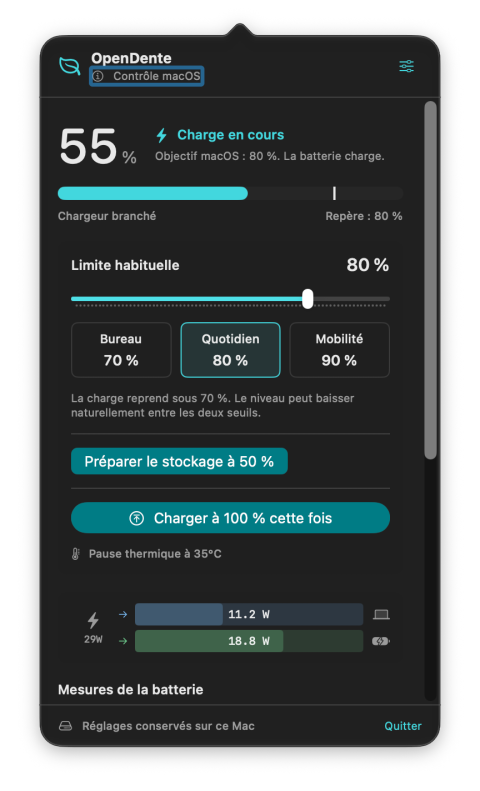 OpenDente
Contrôle macOS
55 %
Charge en cours
Objectif macOS : 80 %. La batterie charge.
Chargeur branché
Repère : 80 %
Limite habituelle
80 %
Bureau
70 %
Quotidien
80 %
Mobilité
90 %
La charge reprend sous 70 %. Le niveau peut baisser
naturellement entre les deux seuils.
Préparer le stockage à 50 %
Charger à 100 % cette fois
Pause thermique à 35°C
11.2 W
29W
18.8 W
Mesures de la batterie
Réglages conservés sur ce Mac
Quitter